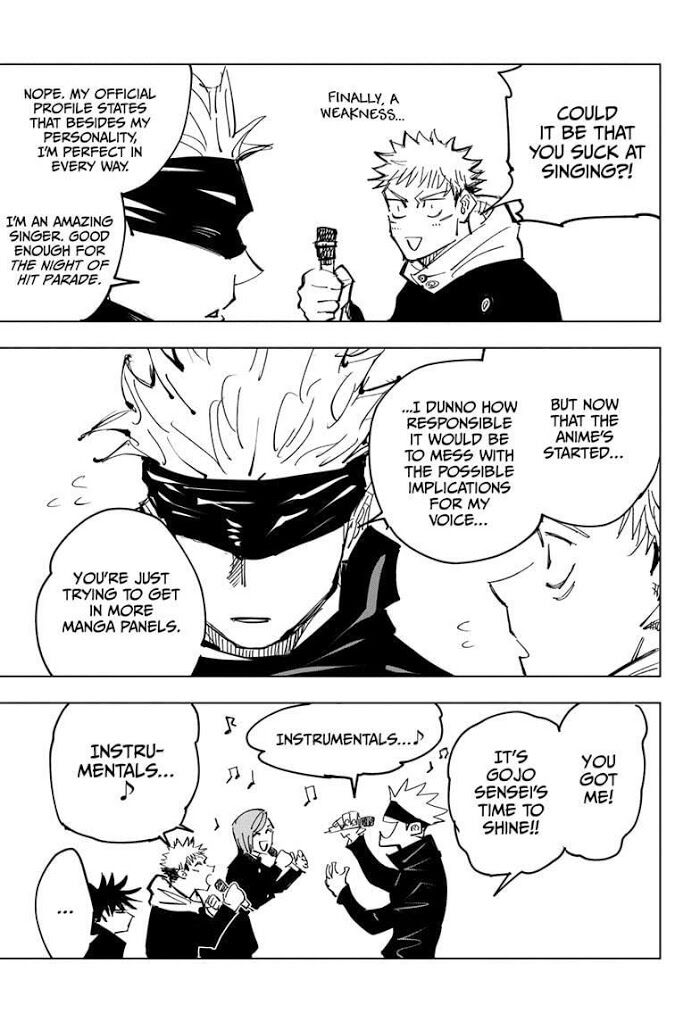 COULD
IT BE THAT
YOU SUCK AT
SINGING?!
FINALLY, A
WEAKNESS...
NOPE. MY OFFICIAL
PROFILE STATES
THAT BESIDES MY
PERSONALITY,
I'M PERFECT IN
EVERY WAY.
I'M AN AMAZING
SINGER. GOOD
ENOUGH FOR
THE NIGHT OF
HIT PARADE.
BUT NOW
THAT THE
ANIME'S
STARTED...
...I DUNNO HOW
RESPONSIBLE
IT WOULD BE
TO MESS WITH
THE POSSIBLE
IMPLICATIONS
FOR MY
VOICE...
YOU'RE JUST
TRYING TO GET
IN MORE
MANGA PANELS.
YOU
GOT
ME!
IT'S
GOJO
SENSEI'S
TIME TO
SHINE!!
INSTRUMENTALS...♪
INSTRU-
MENTALS...
♪
...